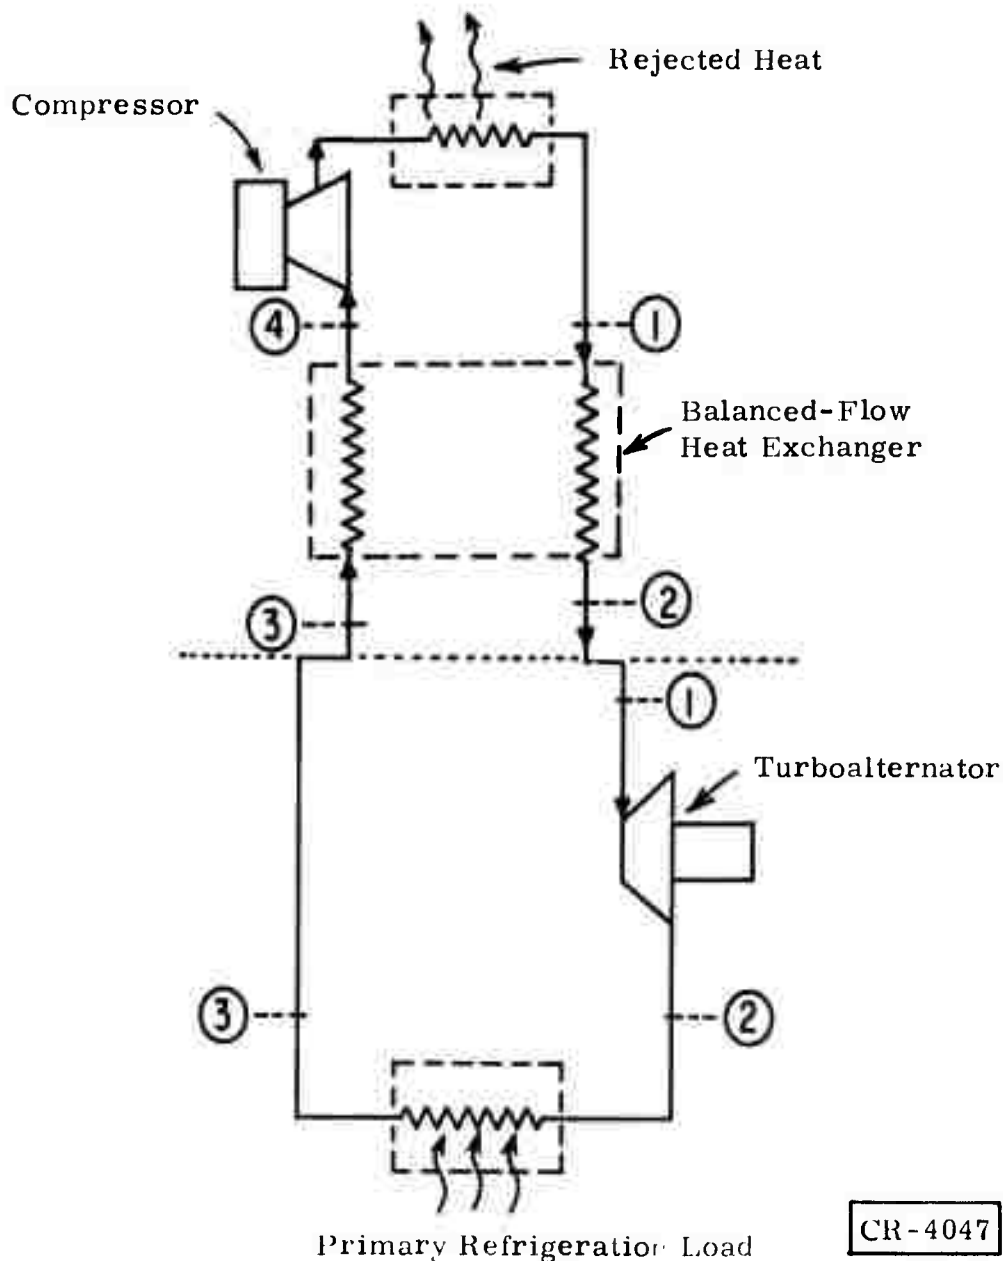 Rejected Heat
Compressor
4
1
Balanced-Flow
Heat Exchanger
3
2
1
Turboalternator
3
2
Primary Refrigeration Load
CR-4047